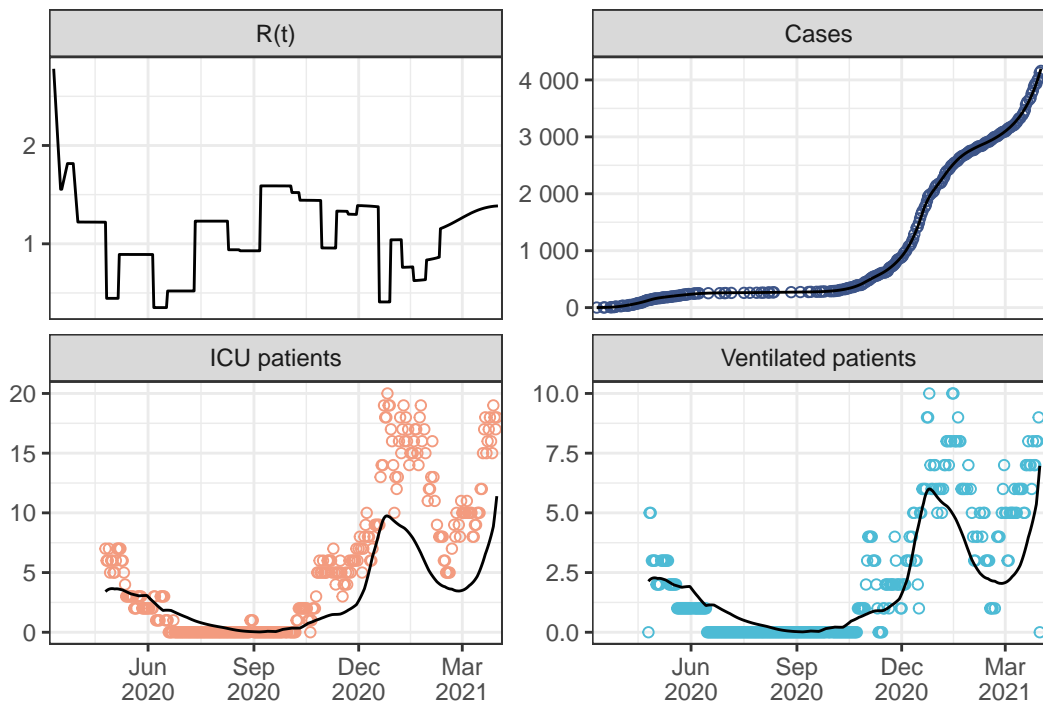 R(t)
2
1
Cases
4 000
3 000
2 000
1 000
0
ICU patients
20
15
10
5
0
Jun
2020
Sep
2020
Dec
2020
Mar
2021
Ventilated patients
10.0
7.5
5.0
2.5
0.0
Jun
2020
Sep
2020
Dec
2020
Mar
2021